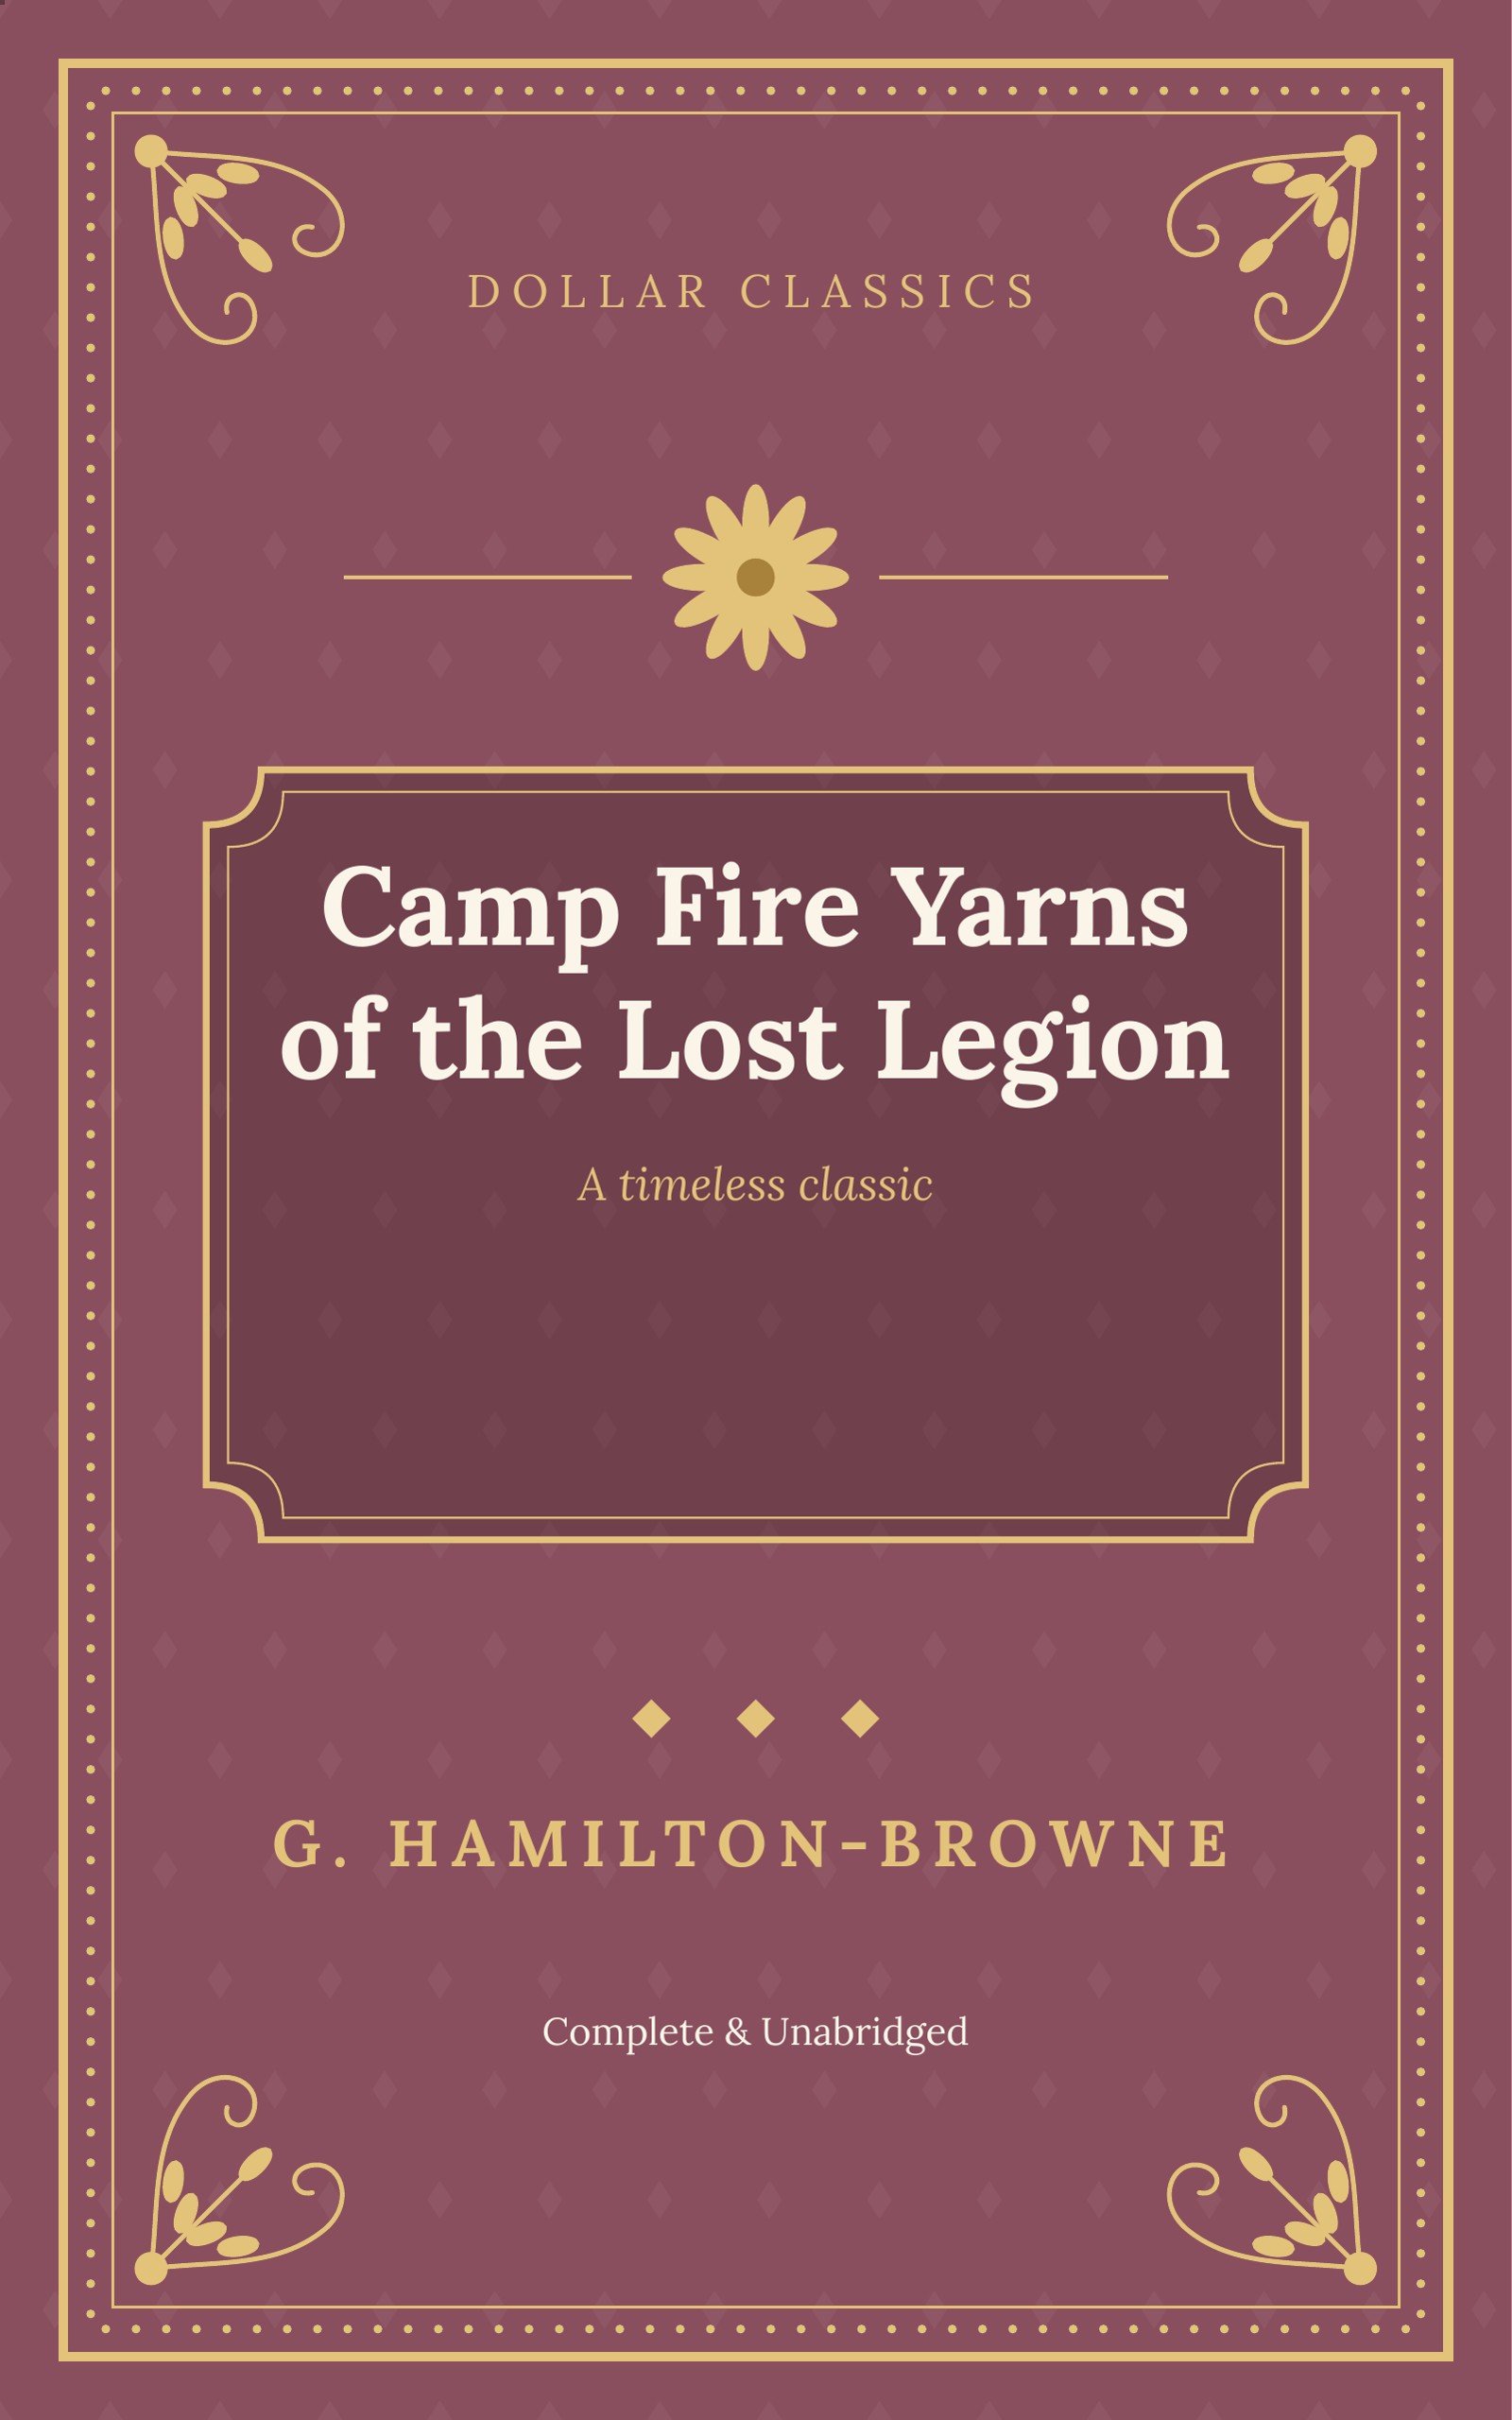 DOLLAR CLASSICS
Camp Fire Yarns
of the Lost Legion
A timeless classic
G. HAMILTON-BROWNE
Complete & Unabridged